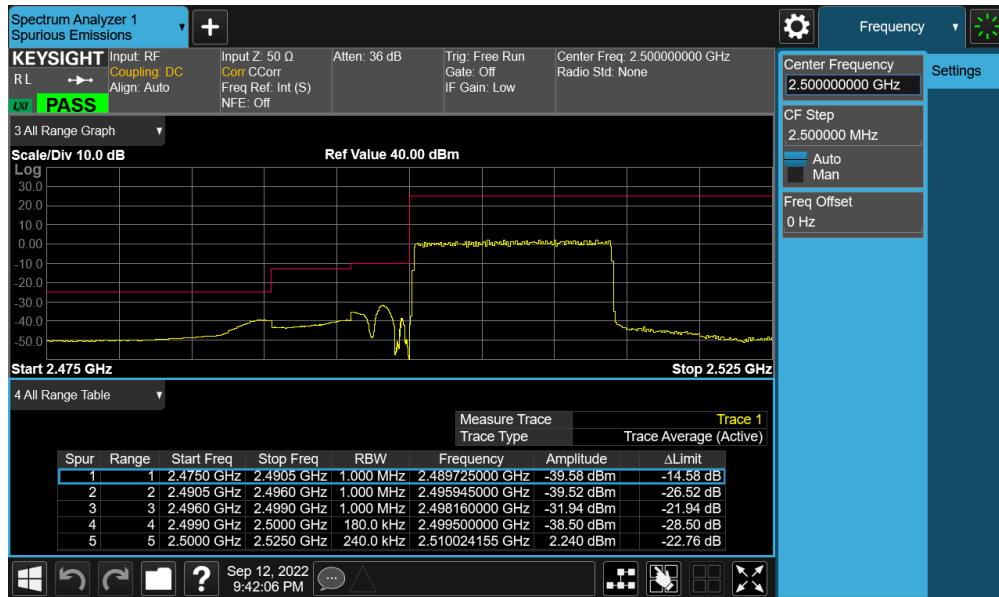 Spectrum Analyzer 1
Spurious Emissions
+
Frequency
KEYSIGHT
R L
LXI
PASS
Input: RF
Coupling: DC
Align: Auto
Input Z: 50 Ω
Corr CCorr
Freq Ref: Int (S)
NFE: Off
Atten: 36 dB
Trig: Free Run
Gate: Off
IF Gain: Low
Center Freq: 2.500000000 GHz
Radio Std: None
Center Frequency
2.500000000 GHz
Settings
CF Step
2.500000 MHz
Auto
Man
Freq Offset
0 Hz
3 All Range Graph
Scale/Div 10.0 dB
Ref Value 40.00 dBm
Log
30.0
20.0
10.0
0.00
-10.0
-20.0
-30.0
-40.0
-50.0
Start 2.475 GHz
Stop 2.525 GHz
4 All Range Table
Measure Trace Trace 1
Trace Type Trace Average (Active)
Spur Range Start Freq Stop Freq RBW Frequency Amplitude ΔLimit
1 1 2.4750 GHz 2.4905 GHz 1.000 MHz 2.489725000 GHz -39.58 dBm -14.58 dB
2 2 2.4905 GHz 2.4960 GHz 1.000 MHz 2.495945000 GHz -39.52 dBm -26.52 dB
3 3 2.4960 GHz 2.4990 GHz 1.000 MHz 2.498160000 GHz -31.94 dBm -21.94 dB
4 4 2.4990 GHz 2.5000 GHz 180.0 kHz 2.499500000 GHz -38.50 dBm -28.50 dB
5 5 2.5000 GHz 2.5250 GHz 240.0 kHz 2.510024155 GHz 2.240 dBm -22.76 dB
?
Sep 12, 2022
9:42:06 PM